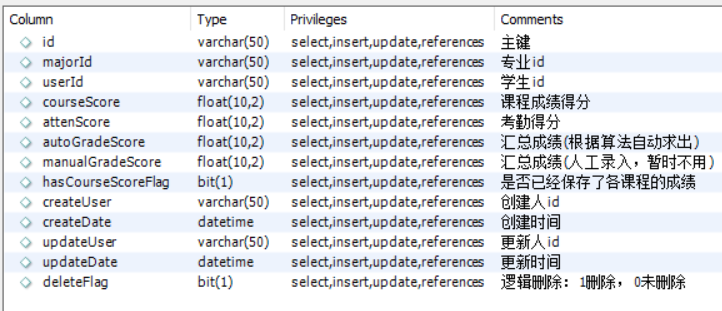 Column Type Privileges Comments
id varchar(50) select,insert,update,references 主键
majorId varchar(50) select,insert,update,references 专业id
userId varchar(50) select,insert,update,references 学生id
courseScore float(10,2) select,insert,update,references 课程成绩得分
attenScore float(10,2) select,insert,update,references 考勤得分
autoGradeScore float(10,2) select,insert,update,references 汇总成绩(根据算法自动求出)
manualGradeScore float(10,2) select,insert,update,references 汇总成绩(人工录入，暂时不用)
hasCourseScoreFlag bit(1) select,insert,update,references 是否已经保存了各课程的成绩
createUser varchar(50) select,insert,update,references 创建人id
createDate datetime select,insert,update,references 创建时间
updateUser varchar(50) select,insert,update,references 更新人id
updateDate datetime select,insert,update,references 更新时间
deleteFlag bit(1) select,insert,update,references 逻辑删除：1删除，0未删除